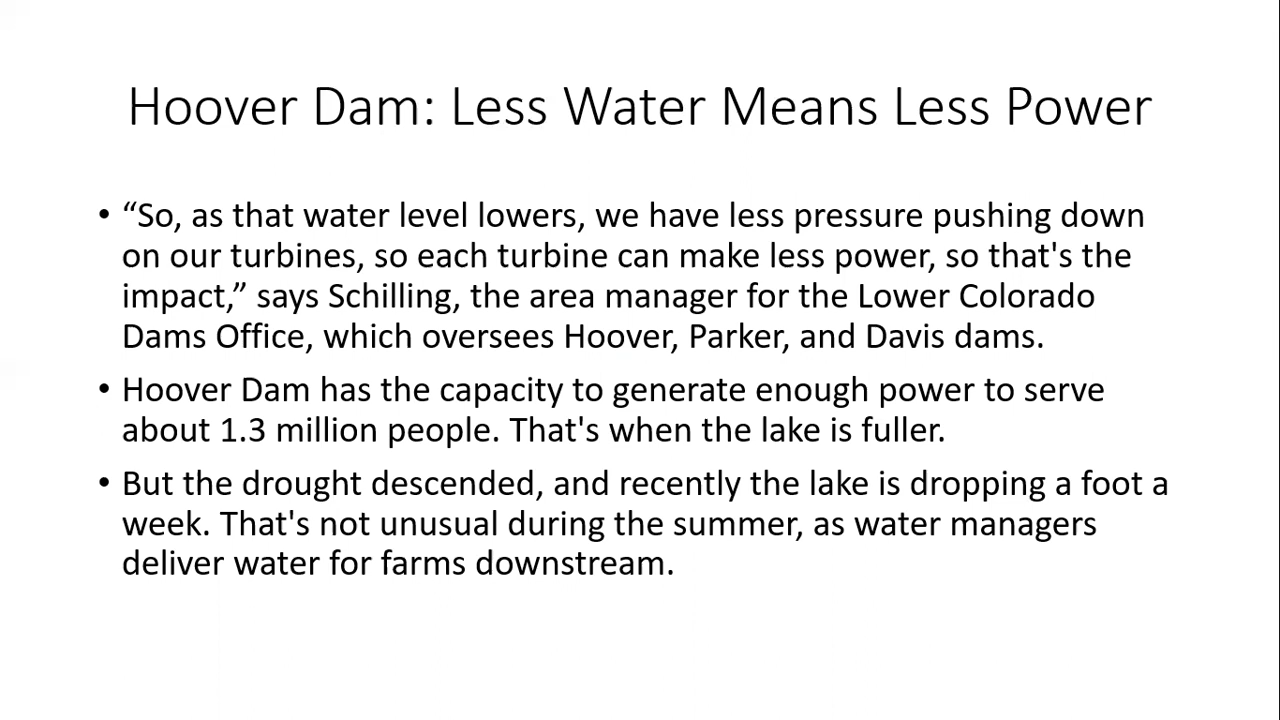 Hoover Dam: Less Water Means Less Power
• “So, as that water level lowers, we have less pressure pushing down
on our turbines, so each turbine can make less power, so that's the
impact,” says Schilling, the area manager for the Lower Colorado
Dams Office, which oversees Hoover, Parker, and Davis dams.
• Hoover Dam has the capacity to generate enough power to serve
about 1.3 million people. That's when the lake is fuller.
• But the drought descended, and recently the lake is dropping a foot a
week. That's not unusual during the summer, as water managers
deliver water for farms downstream.